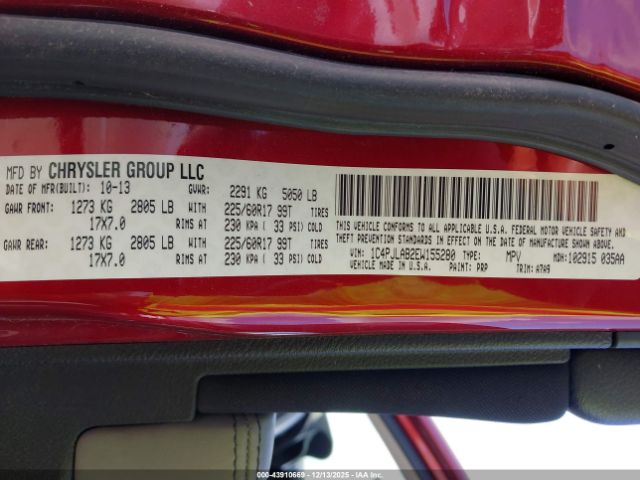 MFD BY CHRYSLER GROUP LLC
DATE OF MFR(BUILT): 10-13 GVWR: 2291 KG 5050 LB
GAWR FRONT: 1273 KG 2805 LB WITH 225/60R17 99T TIRES
17X7.0 RIMS AT 230 KPA ( 33 PSI) COLD
GAWR REAR: 1273 KG 2805 LB WITH 225/60R17 99T TIRES
17X7.0 RIMS AT 230 KPA ( 33 PSI) COLD
THIS VEHICLE CONFORMS TO ALL APPLICABLE U.S.A. FEDERAL MOTOR VEHICLE SAFETY AND
THEFT PREVENTION STANDARDS IN EFFECT ON THE DATE OF MANUFACTURE SHOWN ABOVE.
VIN: 1C4PJLAB2EW155280 TYPE: MPV MDH: 102915 035AA
VEHICLE MADE IN U.S.A. PAINT: PRP TRIM: ATA9
000-43910669 - 12/13/2025 - IAAI.COM